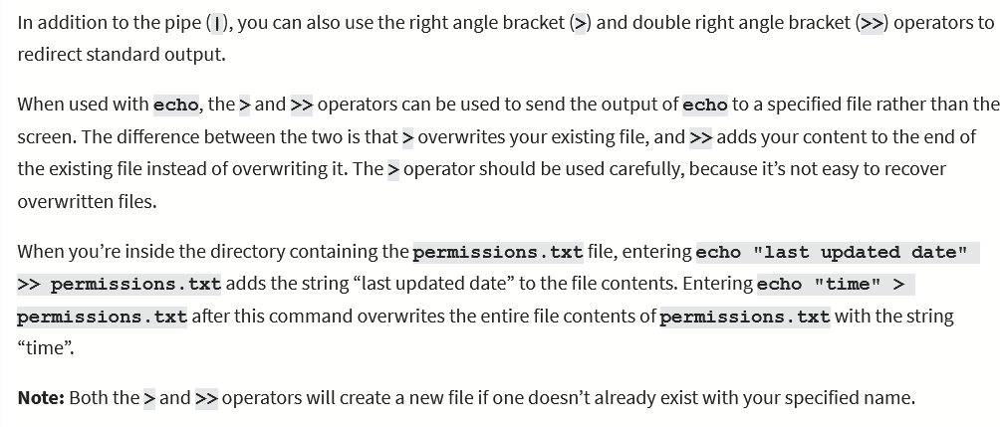 In addition to the pipe (|), you can also use the right angle bracket (>) and double right angle bracket (>>) operators to
redirect standard output.
When used with echo, the > and >> operators can be used to send the output of echo to a specified file rather than the
screen. The difference between the two is that > overwrites your existing file, and >> adds your content to the end of
the existing file instead of overwriting it. The > operator should be used carefully, because it’s not easy to recover
overwritten files.
When you’re inside the directory containing the permissions.txt file, entering echo "last updated date"
>> permissions.txt adds the string “last updated date” to the file contents. Entering echo "time" >
permissions.txt after this command overwrites the entire file contents of permissions.txt with the string
“time”.
Note: Both the > and >> operators will create a new file if one doesn’t already exist with your specified name.